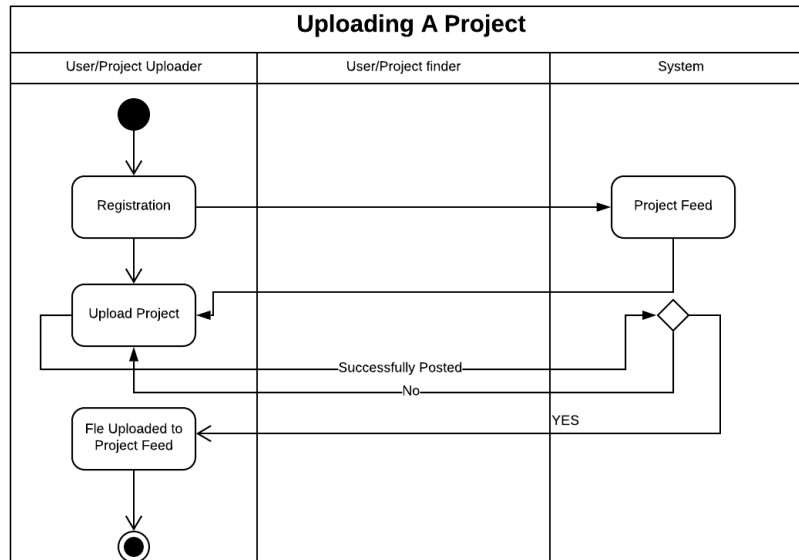 Uploading A Project
User/Project Uploader
User/Project finder
System
Registration
Project Feed
Upload Project
Successfully Posted
No
YES
Fle Uploaded to
Project Feed